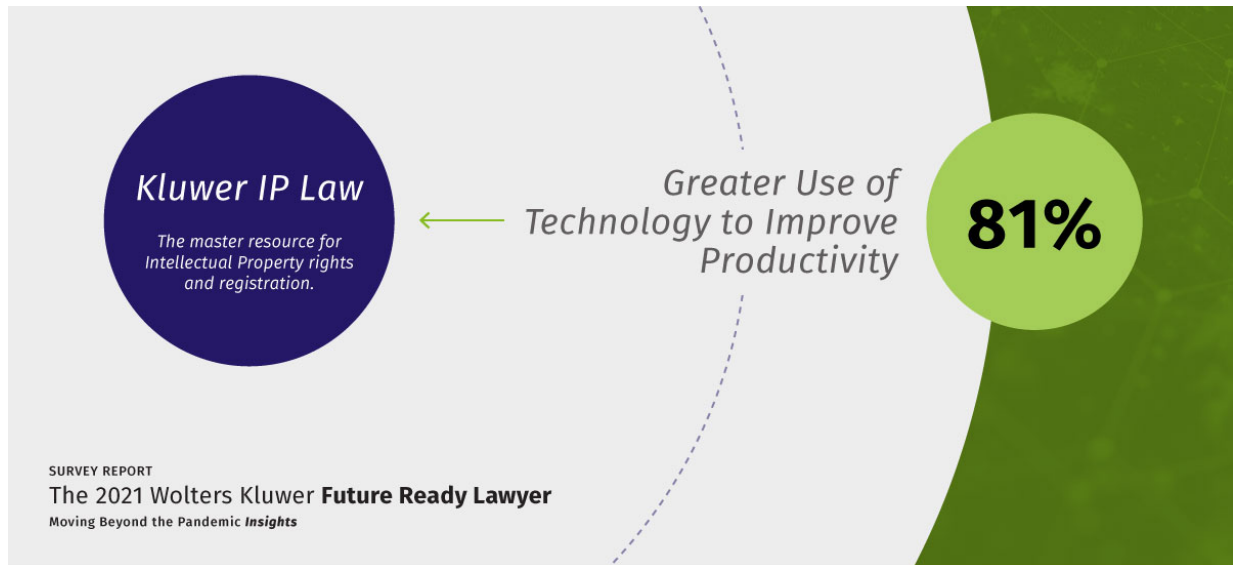 Kluwer IP Law
The master resource for
Intellectual Property rights
and registration.
Greater Use of
Technology to Improve
Productivity
81%
SURVEY REPORT
The 2021 Wolters Kluwer Future Ready Lawyer
Moving Beyond the Pandemic Insights